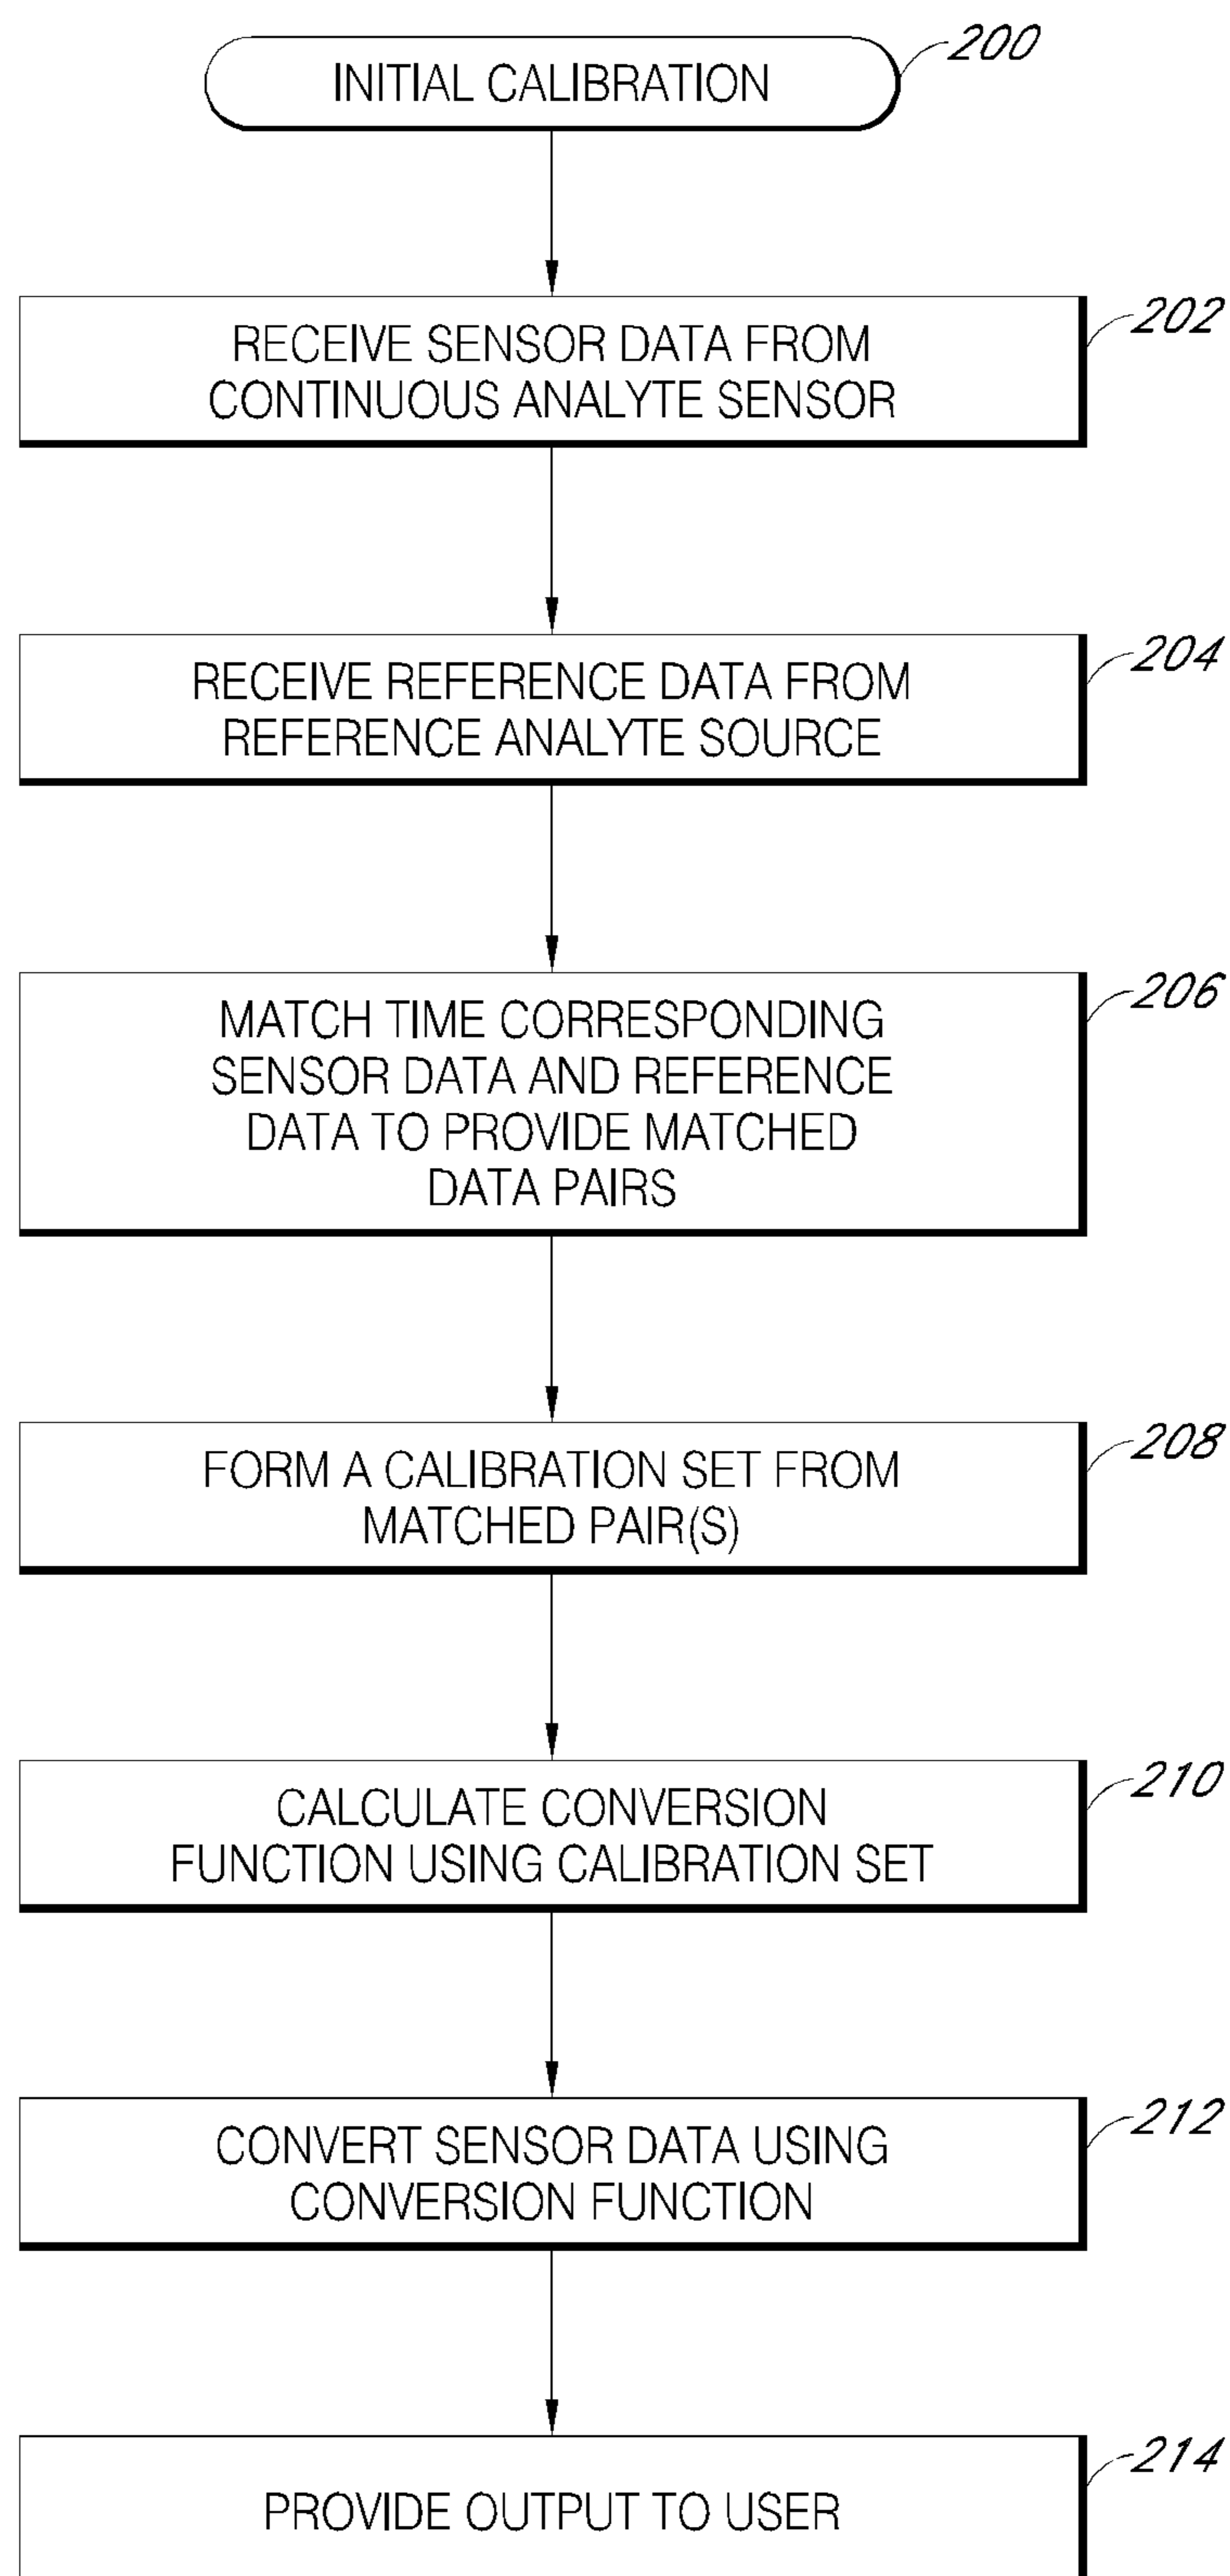 INITIAL CALIBRATION
200
RECEIVE SENSOR DATA FROM
CONTINUOUS ANALYTE SENSOR
202
RECEIVE REFERENCE DATA FROM
REFERENCE ANALYTE SOURCE
204
MATCH TIME CORRESPONDING
SENSOR DATA AND REFERENCE
DATA TO PROVIDE MATCHED
DATA PAIRS
206
FORM A CALIBRATION SET FROM
MATCHED PAIR(S)
208
CALCULATE CONVERSION
FUNCTION USING CALIBRATION SET
210
CONVERT SENSOR DATA USING
CONVERSION FUNCTION
212
PROVIDE OUTPUT TO USER
214